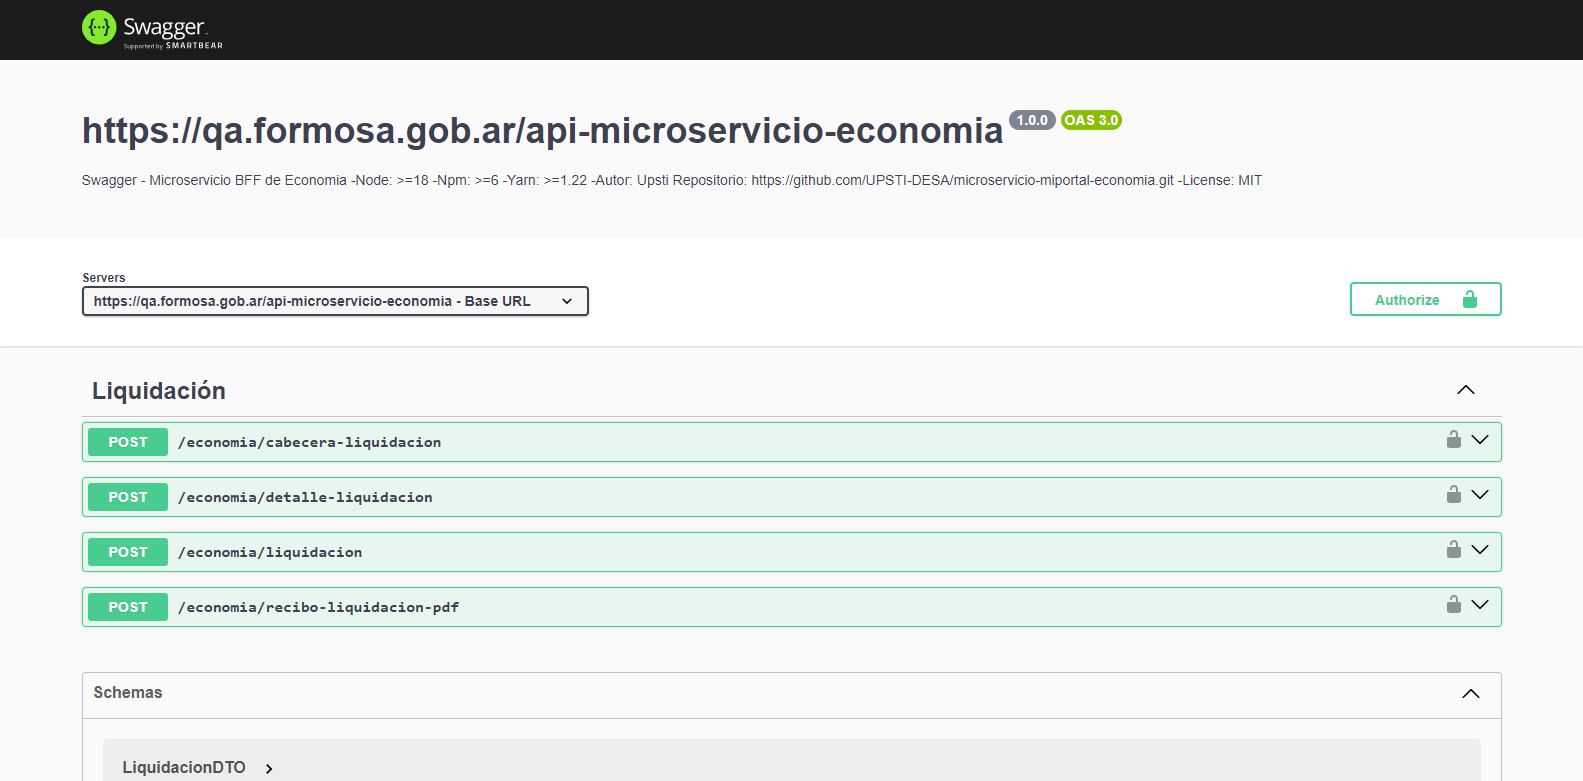 {···} Swagger.
Supported by SMARTBEAR
https://qa.formosa.gob.ar/api-microservicio-economia 1.0.0 OAS 3.0
Swagger - Microservicio BFF de Economia -Node: >=18 -Npm: >=6 -Yarn: >=1.22 -Autor: Upsti Repositorio: https://github.com/UPSTI-DESA/microservicio-miportal-economia.git -License: MIT
Servers
https://qa.formosa.gob.ar/api-microservicio-economia - Base URL
Authorize
Liquidación
POST /economia/cabecera-liquidacion
POST /economia/detalle-liquidacion
POST /economia/liquidacion
POST /economia/recibo-liquidacion-pdf
Schemas
LiquidacionDTO